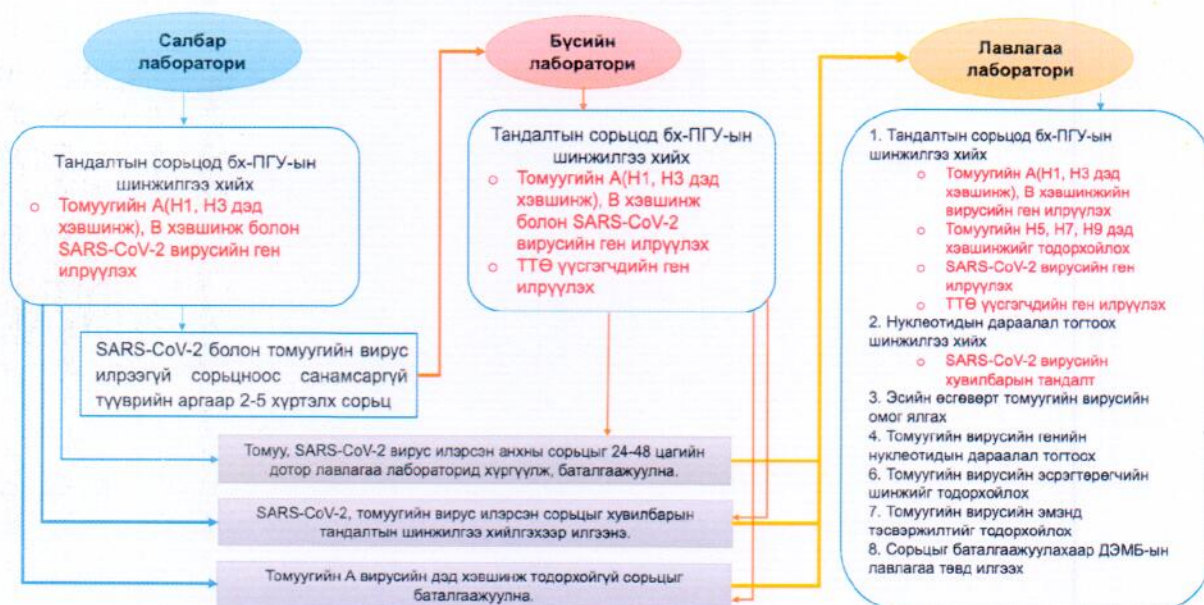 Салбар
лаборатори
Бүсийн
лаборатори
Лавлагаа
лаборатори
Тандалтын сорьцод бх-ПГУ-ын
шинжилгээ хийх
Томуугийн А(H1, H3 дэд
хэвшинж), B хэвшинж болон
SARS-CoV-2 вирусийн ген
илрүүлэх
SARS-CoV-2 болон томуугийн вирус
илрээгүй сорьцноос санамсаргүй
түүврийн аргаар 2-5 хүртэлх сорьц
Тандалтын сорьцод бх-ПГУ-ын
шинжилгээ хийх
Томуугийн А(H1, H3 дэд
хэвшинж), B хэвшинж
болон SARS-CoV-2
вирусийн ген илрүүлэх
ТТӨ үүсгэгчдийн ген
илрүүлэх
Томуу, SARS-CoV-2 вирус илэрсэн анхны сорьцыг 24-48 цагийн
дотор лавлагаа лабораторид хүргүүлж, баталгаажуулна.
SARS-CoV-2, томуугийн вирус илэрсэн сорьцыг хувилбарын
тандалтын шинжилгээ хийлгэхээр илгээнэ.
Томуугийн А вирусийн дэд хэвшинж тодорхойгүй сорьцыг
баталгаажуулна.
1. Тандалтын сорьцод бх-ПГУ-ын
шинжилгээ хийх
Томуугийн А(H1, H3 дэд
хэвшинж), B хэвшинжийн
вирусийн ген илрүүлэх
Томуугийн H5, H7, H9 дэд
хэвшинжийг тодорхойлох
SARS-CoV-2 вирусийн ген
илрүүлэх
ТТӨ үүсгэгчдийн ген илрүүлэх
2. Нуклеотидын дараалал тогтоох
шинжилгээ хийх
SARS-CoV-2 вирусийн
хувилбарын тандалт
3. Эсийн өсгөвөрт томуугийн вирусийн
омог ялгах
4. Томуугийн вирусийн генийн
нуклеотидын дараалал тогтоох
6. Томуугийн вирусийн эсрэгтөрөгчийн
шинжийг тодорхойлох
7. Томуугийн вирусийн эмэнд
тэсвэржилтийг тодорхойлох
8. Сорьцыг баталгаажуулахаар ДЭМБ-ын
лавлагаа төвд илгээх